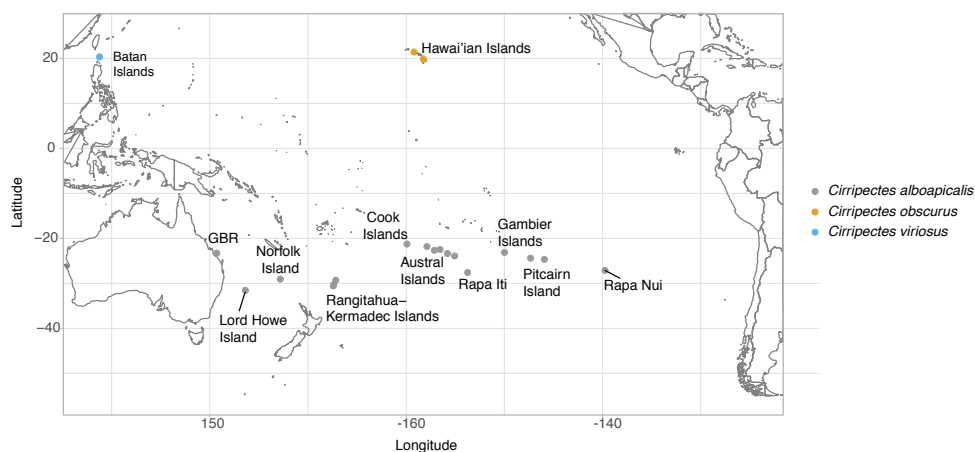 20
0
−20
−40
Latitude
150
-160
-140
Longitude
Batan
Islands
Hawai’ian Islands
GBR
Norfolk
Island
Lord Howe
Island
Rangitahua–
Kermadec Islands
Cook
Islands
Austral
Islands
Rapa Iti
Gambier
Islands
Pitcairn
Island
Rapa Nui
Cirripectes alboapicalis
Cirripectes obscurus
Cirripectes viriosus